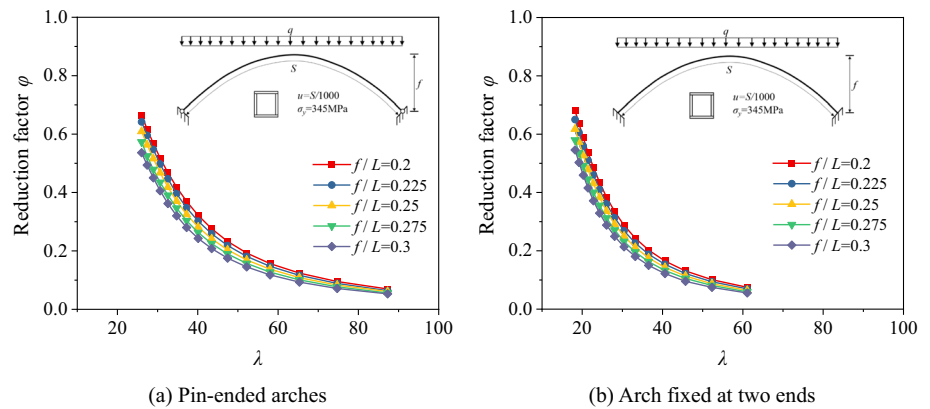 Reduction factor φ
1.0
0.8
0.6
0.4
0.2
0.0
q
S
f
u=S/1000
σy=345MPa
f / L=0.2
f / L=0.225
f / L=0.25
f / L=0.275
f / L=0.3
20 40 60 80 100
λ
(a) Pin-ended arches
Reduction factor φ
1.0
0.8
0.6
0.4
0.2
0.0
q
S
f
u=S/1000
σy=345MPa
f / L=0.2
f / L=0.225
f / L=0.25
f / L=0.275
f / L=0.3
20 40 60 80 100
λ
(b) Arch fixed at two ends